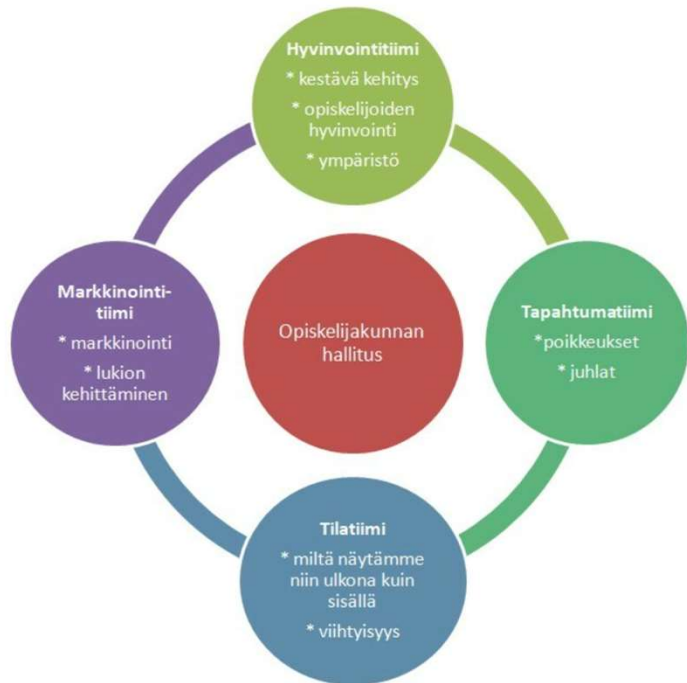 Hyvinvointitiimi
* kestävä kehitys
* opiskelijoiden
hyvinvointi
* ympäristö
Markkinointi-
tiimi
* markkinointi
* lukion
kehittäminen
Opiskelijakunnan
hallitus
Tapahtumatiimi
*poikkeukset
* juhlat
Tilatiimi
* miltä näytämme
niin ulkona kuin
sisällä
* viihtyisyys